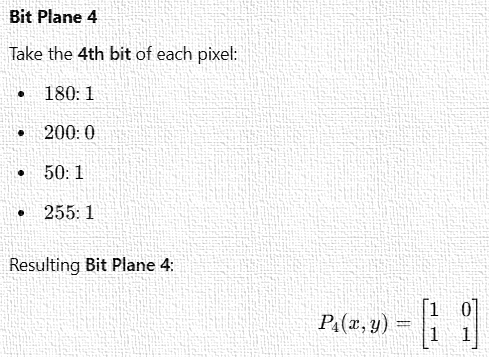 Bit Plane 4
Take the 4th bit of each pixel:
• 180: 1
• 200: 0
• 50: 1
• 255: 1
Resulting Bit Plane 4:
P₄(x, y) = [1 0
1 1]